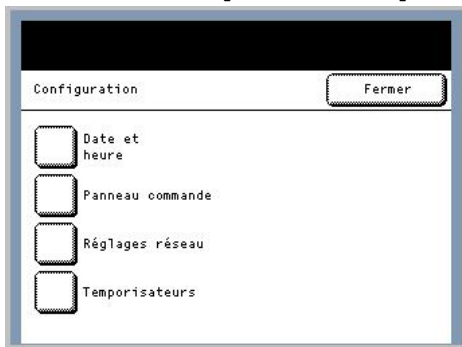 Configuration
Fermer
Date et
heure
Panneau commande
Réglages réseau
Temporisateurs